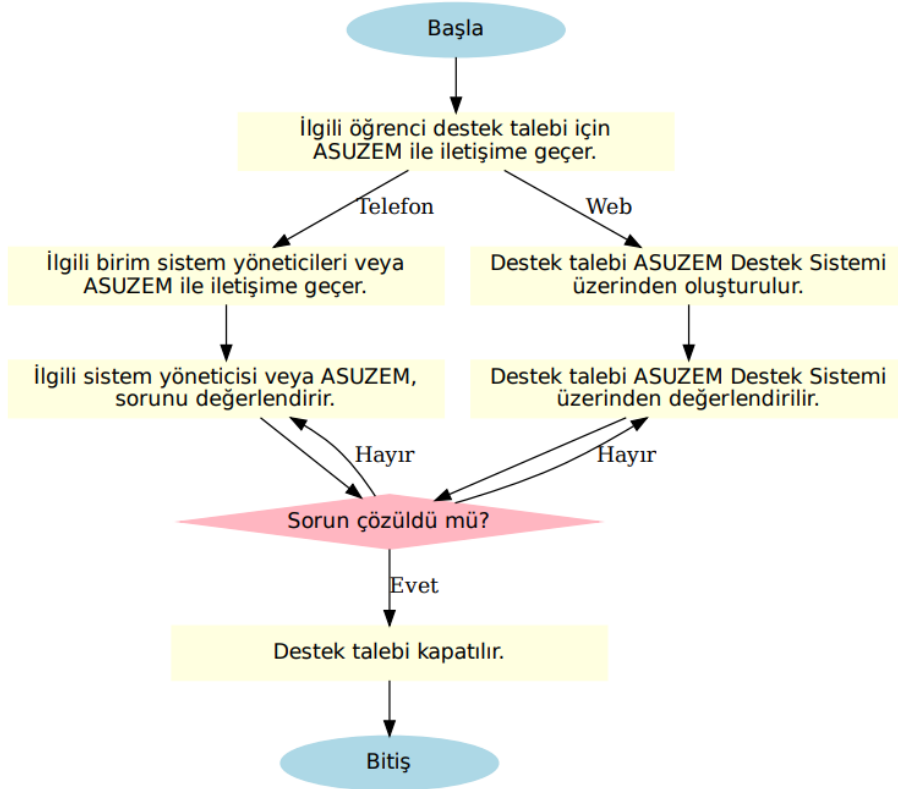 Başla
İlgili öğrenci destek talebi için
ASUZEM ile iletişime geçer.
Telefon
Web
İlgili birim sistem yöneticileri veya
ASUZEM ile iletişime geçer.
Destek talebi ASUZEM Destek Sistemi
üzerinden oluşturulur.
İlgili sistem yöneticisi veya ASUZEM,
sorunu değerlendirir.
Destek talebi ASUZEM Destek Sistemi
üzerinden değerlendirilir.
Hayır
Hayır
Sorun çözüldü mü?
Evet
Destek talebi kapatılır.
Bitiş